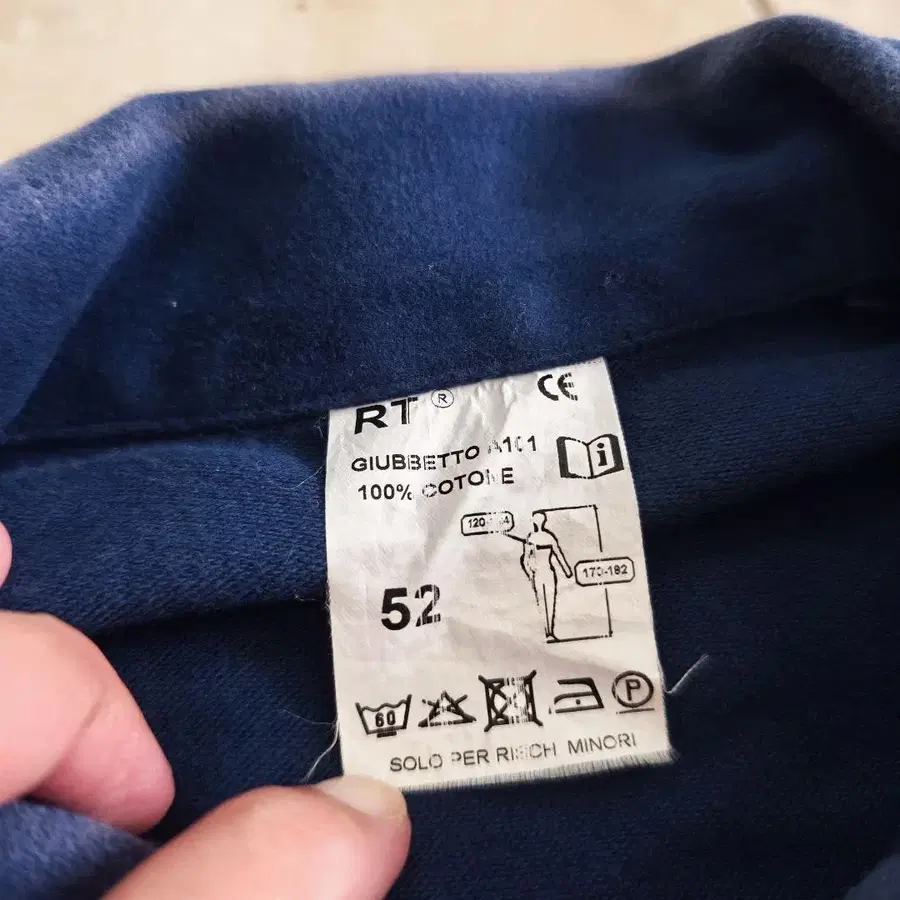 RT ® CE
GIUBBETTO A101
100% COTONE
i
170-182
52
60
P
SOLO PER RISCHI MINORI